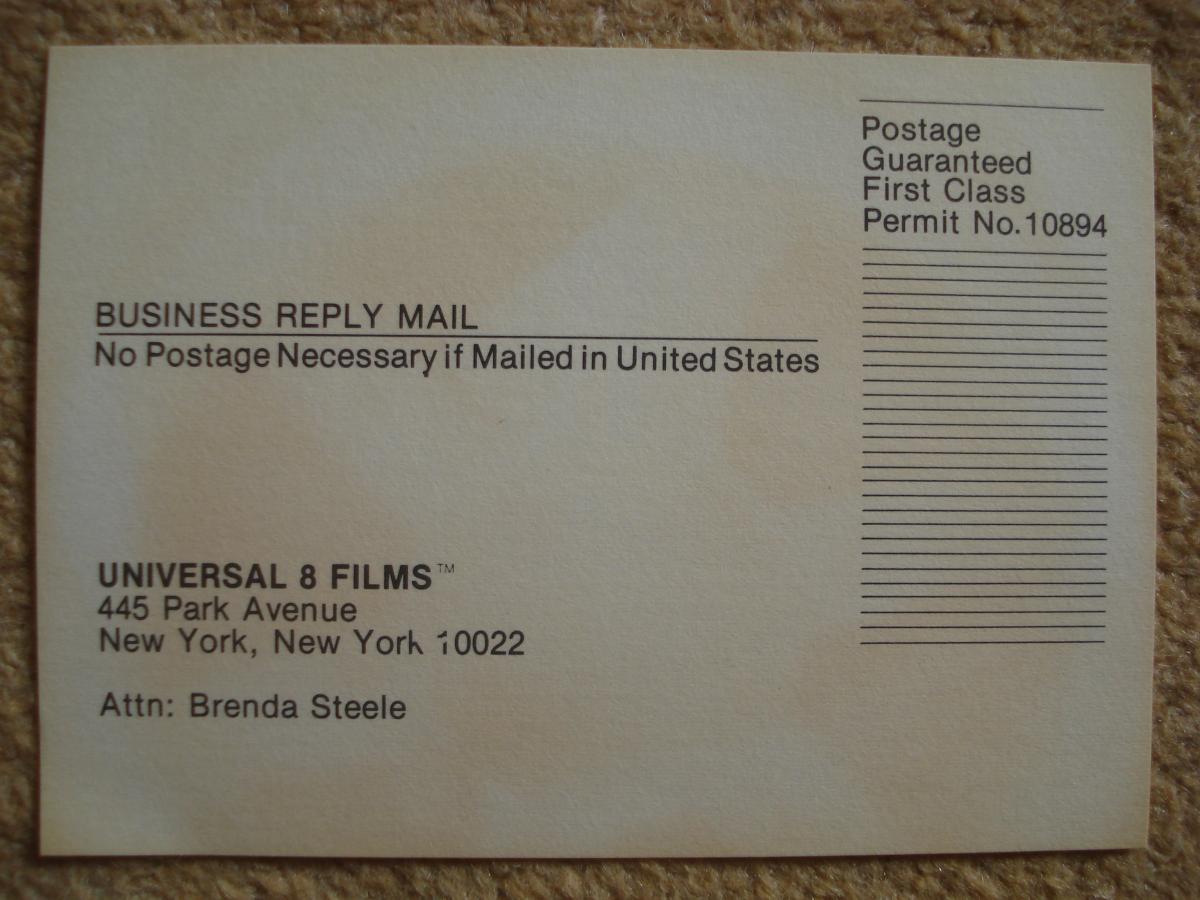 Postage
Guaranteed
First Class
Permit No.10894
BUSINESS REPLY MAIL
No Postage Necessary if Mailed in United States
UNIVERSAL 8 FILMS™
445 Park Avenue
New York, New York 10022
Attn: Brenda Steele